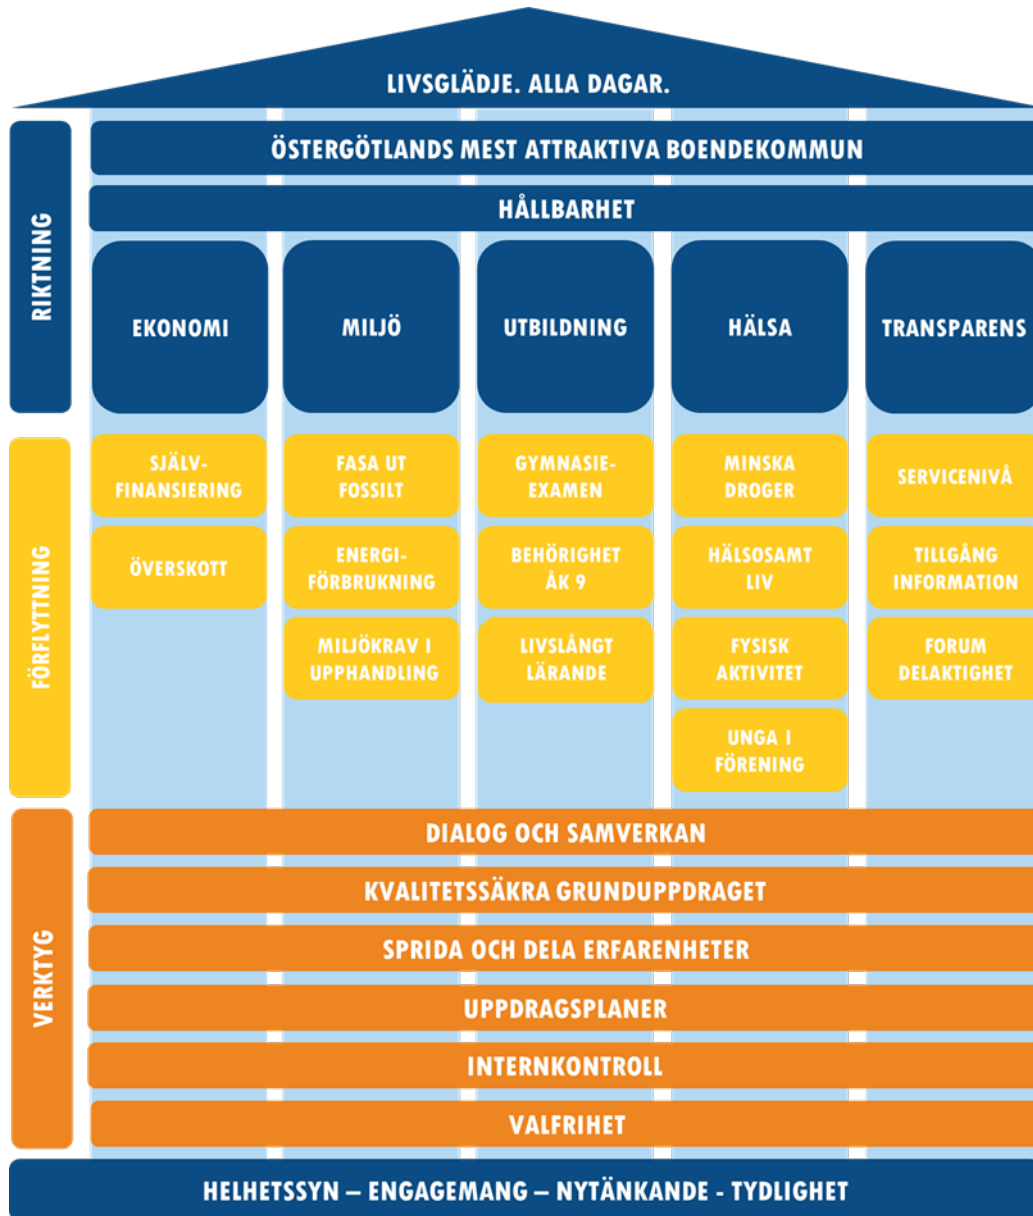 LIVSGLÄDJE. ALLA DAGAR.
RIKTNING
ÖSTERGÖTLANDS MEST ATTRAKTIVA BOENDEKOMMUN
HÅLLBARHET
EKONOMI
MILJÖ
UTBILDNING
HÄLSA
TRANSPARENS
FÖRFLYTTNING
SJÄLV-
FINANSIERING
ÖVERSKOTT
FASA UT
FOSSILT
ENERGI-
FÖRBRUKNING
MILJÖKRAV I
UPPHANDLING
GYMNASIE-
EXAMEN
BEHÖRIGHET
ÅK 9
LIVSLÅNGT
LÄRANDE
MINSKA
DROGER
HÄLSOSAMT
LIV
FYSISK
AKTIVITET
UNGA I
FÖRENING
SERVICENIVÅ
TILLGÅNG
INFORMATION
FORUM
DELAKTIGHET
VERKTYG
DIALOG OCH SAMVERKAN
KVALITETSSÄKRA GRUNDUPPDRAGET
SPRIDA OCH DELA ERFARENHETER
UPPDRAGSPLANER
INTERNKONTROLL
VALFRIHET
HELHETSSYN – ENGAGEMANG – NYTÄNKANDE - TYDLIGHET